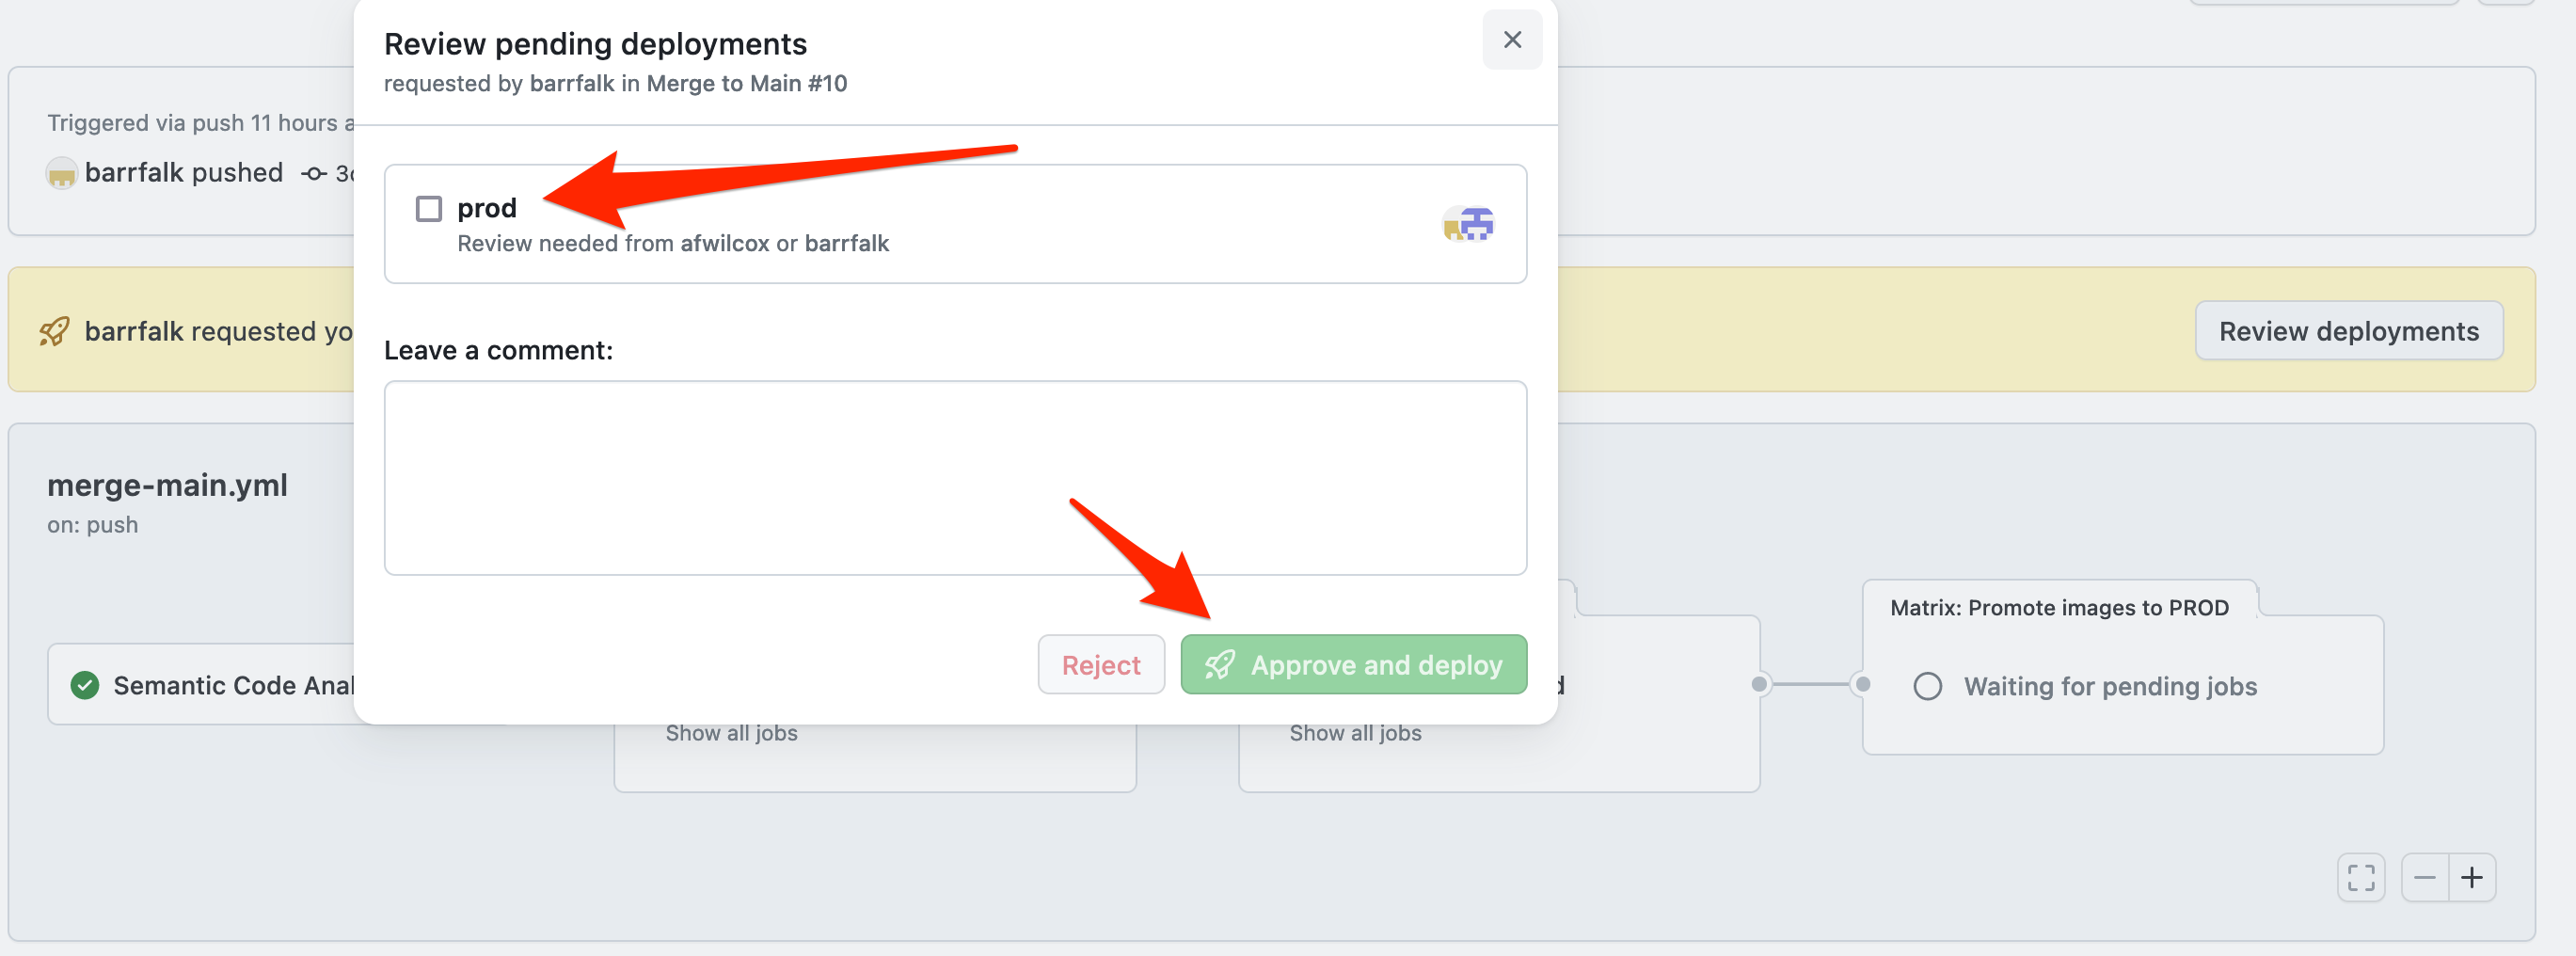 Review pending deployments
requested by barrfalk in Merge to Main #10
Triggered via push 11 hours
barrfalk pushed
prod
Review needed from afwilcox or barrfalk
barrfalk requested
Review deployments
Leave a comment:
merge-main.yml
on: push
Matrix: Promote images to PROD
Reject
Approve and deploy
Semantic Code
Waiting for pending jobs
Show all jobs
Show all jobs